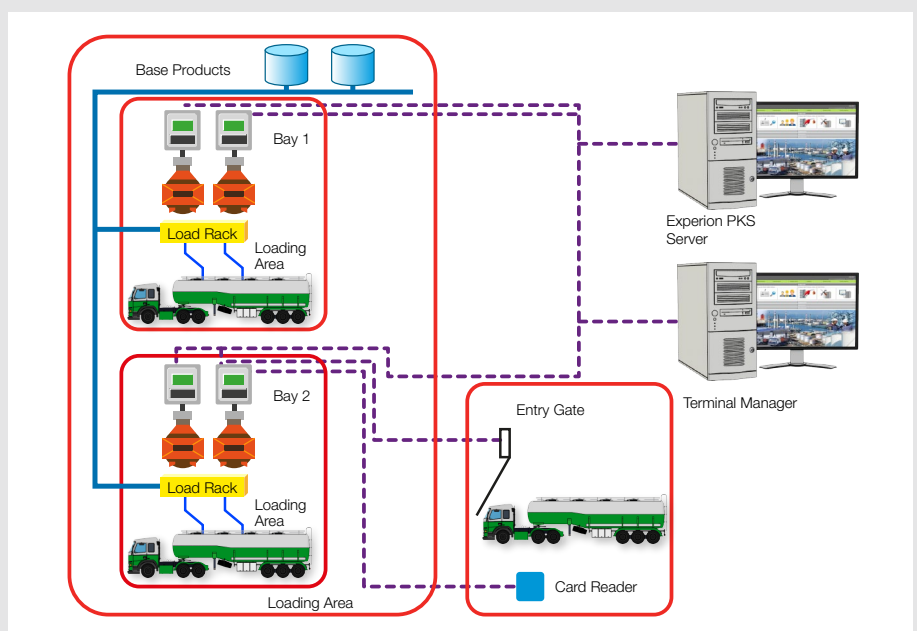 Base Products
Bay 1
Load Rack
Loading
Area
Experion PKS
Server
Bay 2
Terminal Manager
Entry Gate
Load Rack
Loading
Area
Card Reader
Loading Area